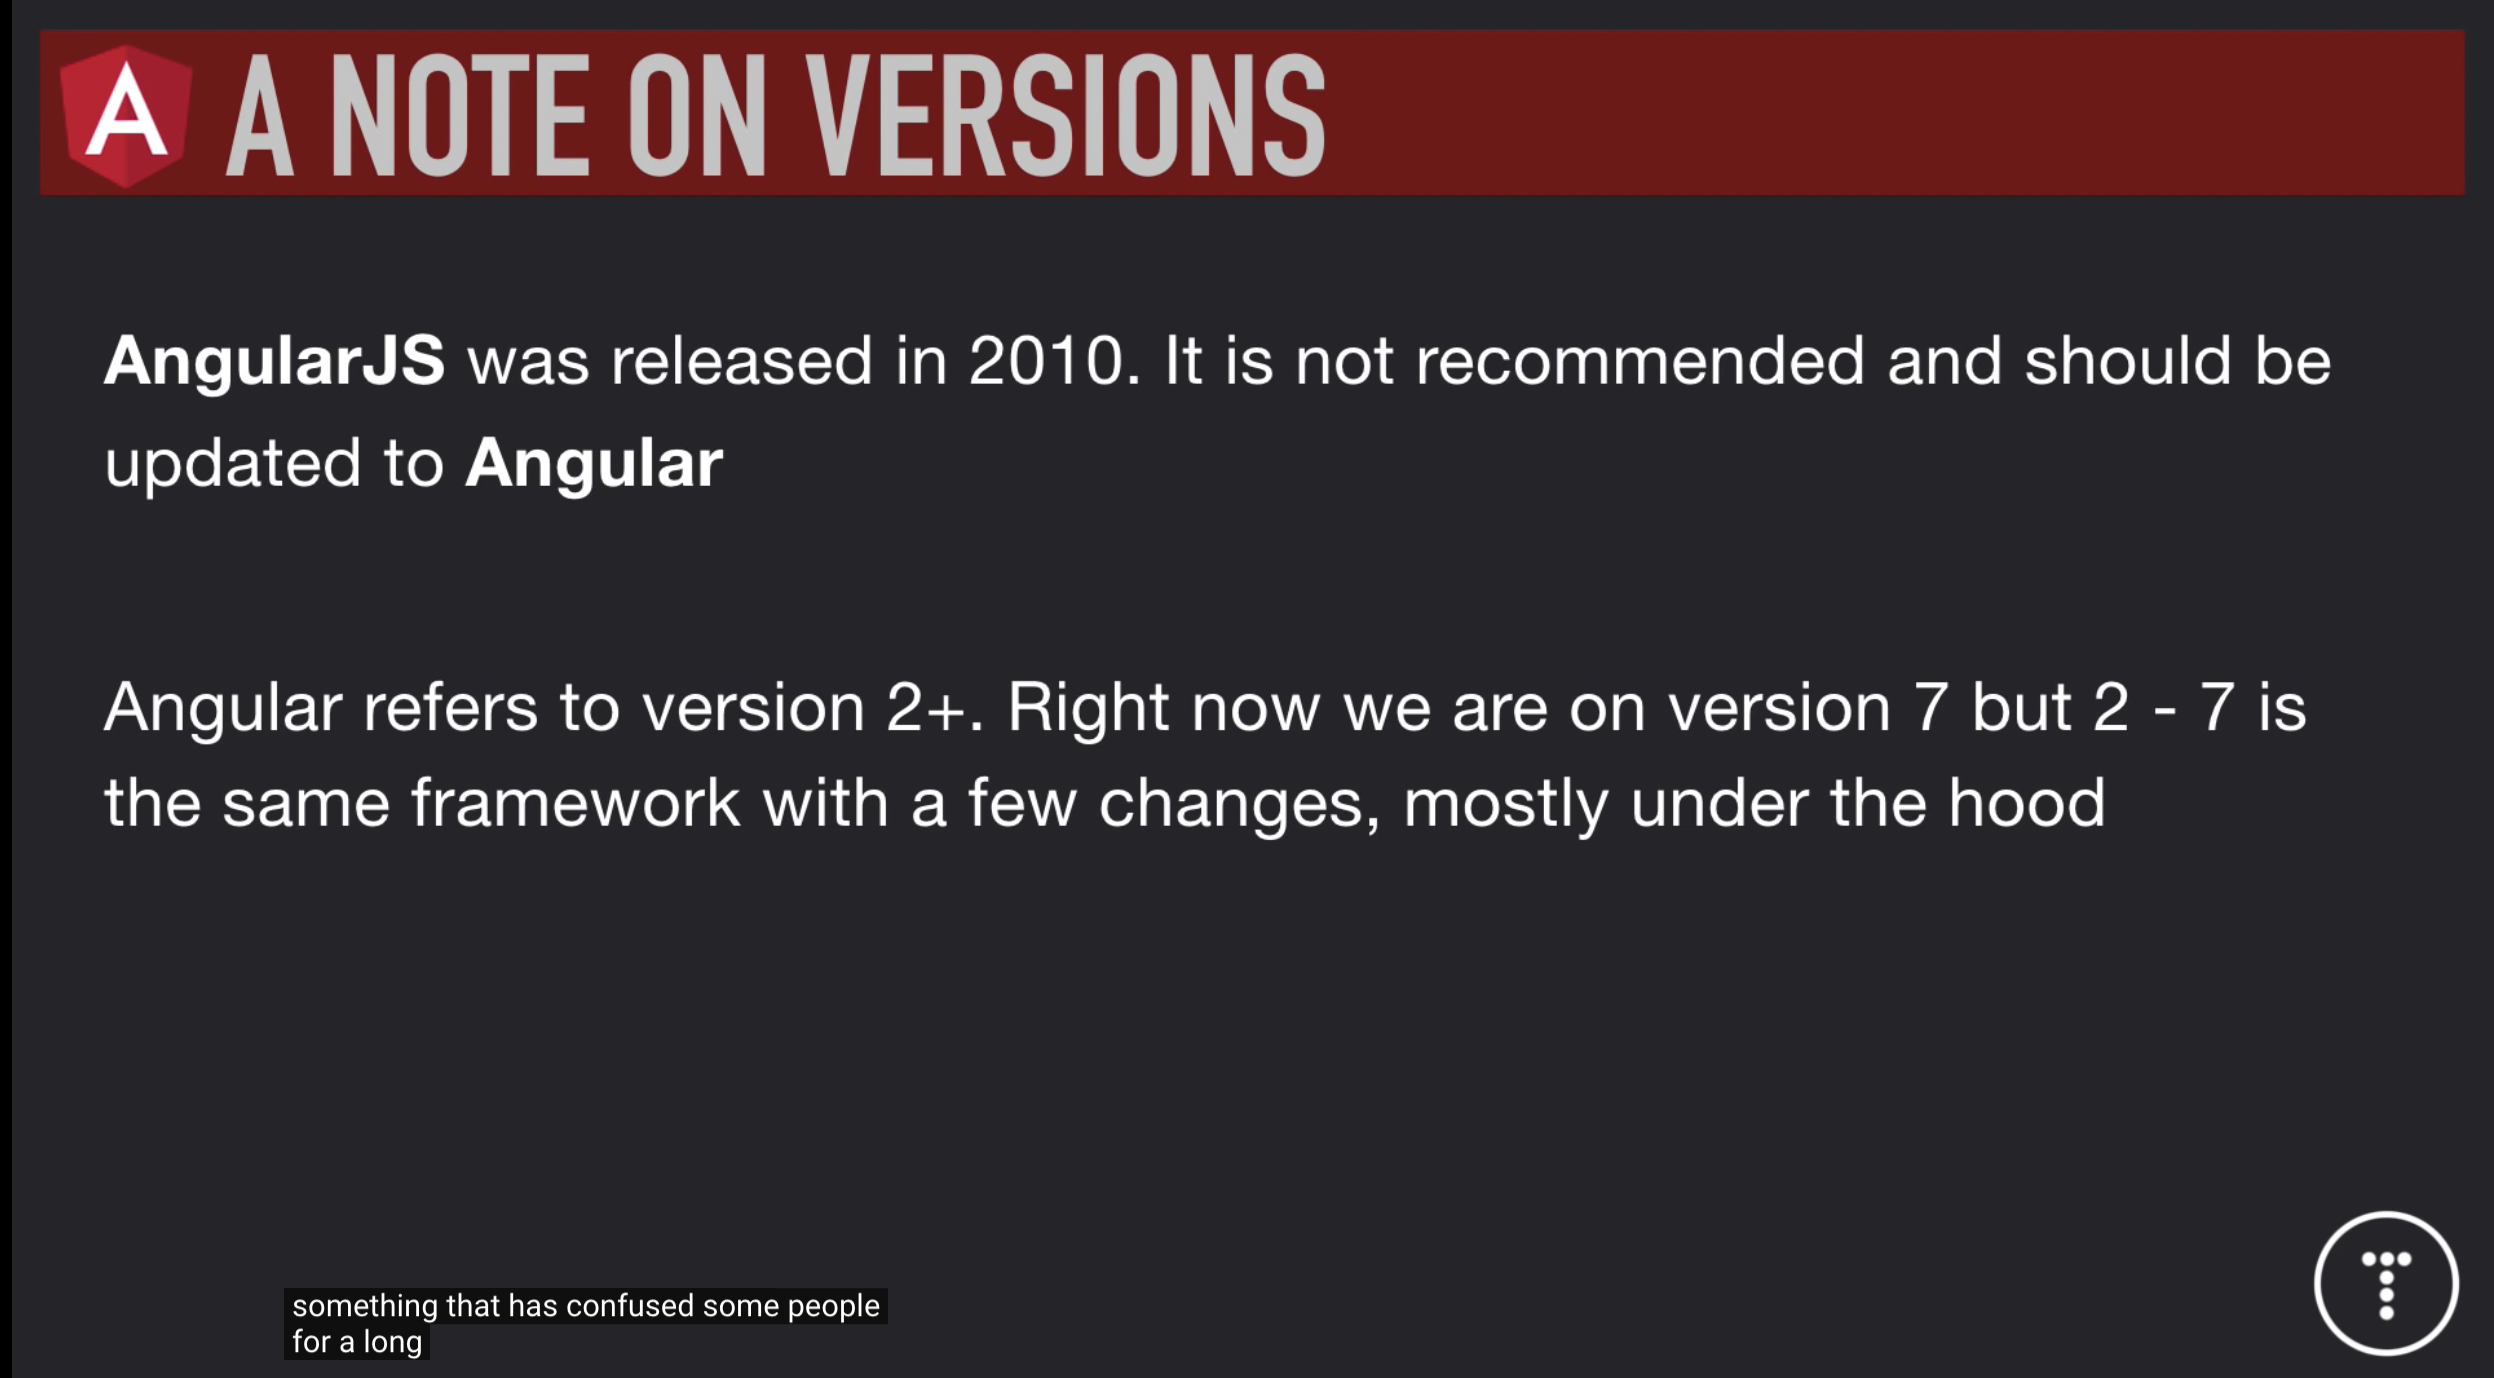 A NOTE ON VERSIONS
AngularJS was released in 2010. It is not recommended and should be
updated to Angular
Angular refers to version 2+. Right now we are on version 7 but 2 - 7 is
the same framework with a few changes, mostly under the hood
something that has confused some people
for a long